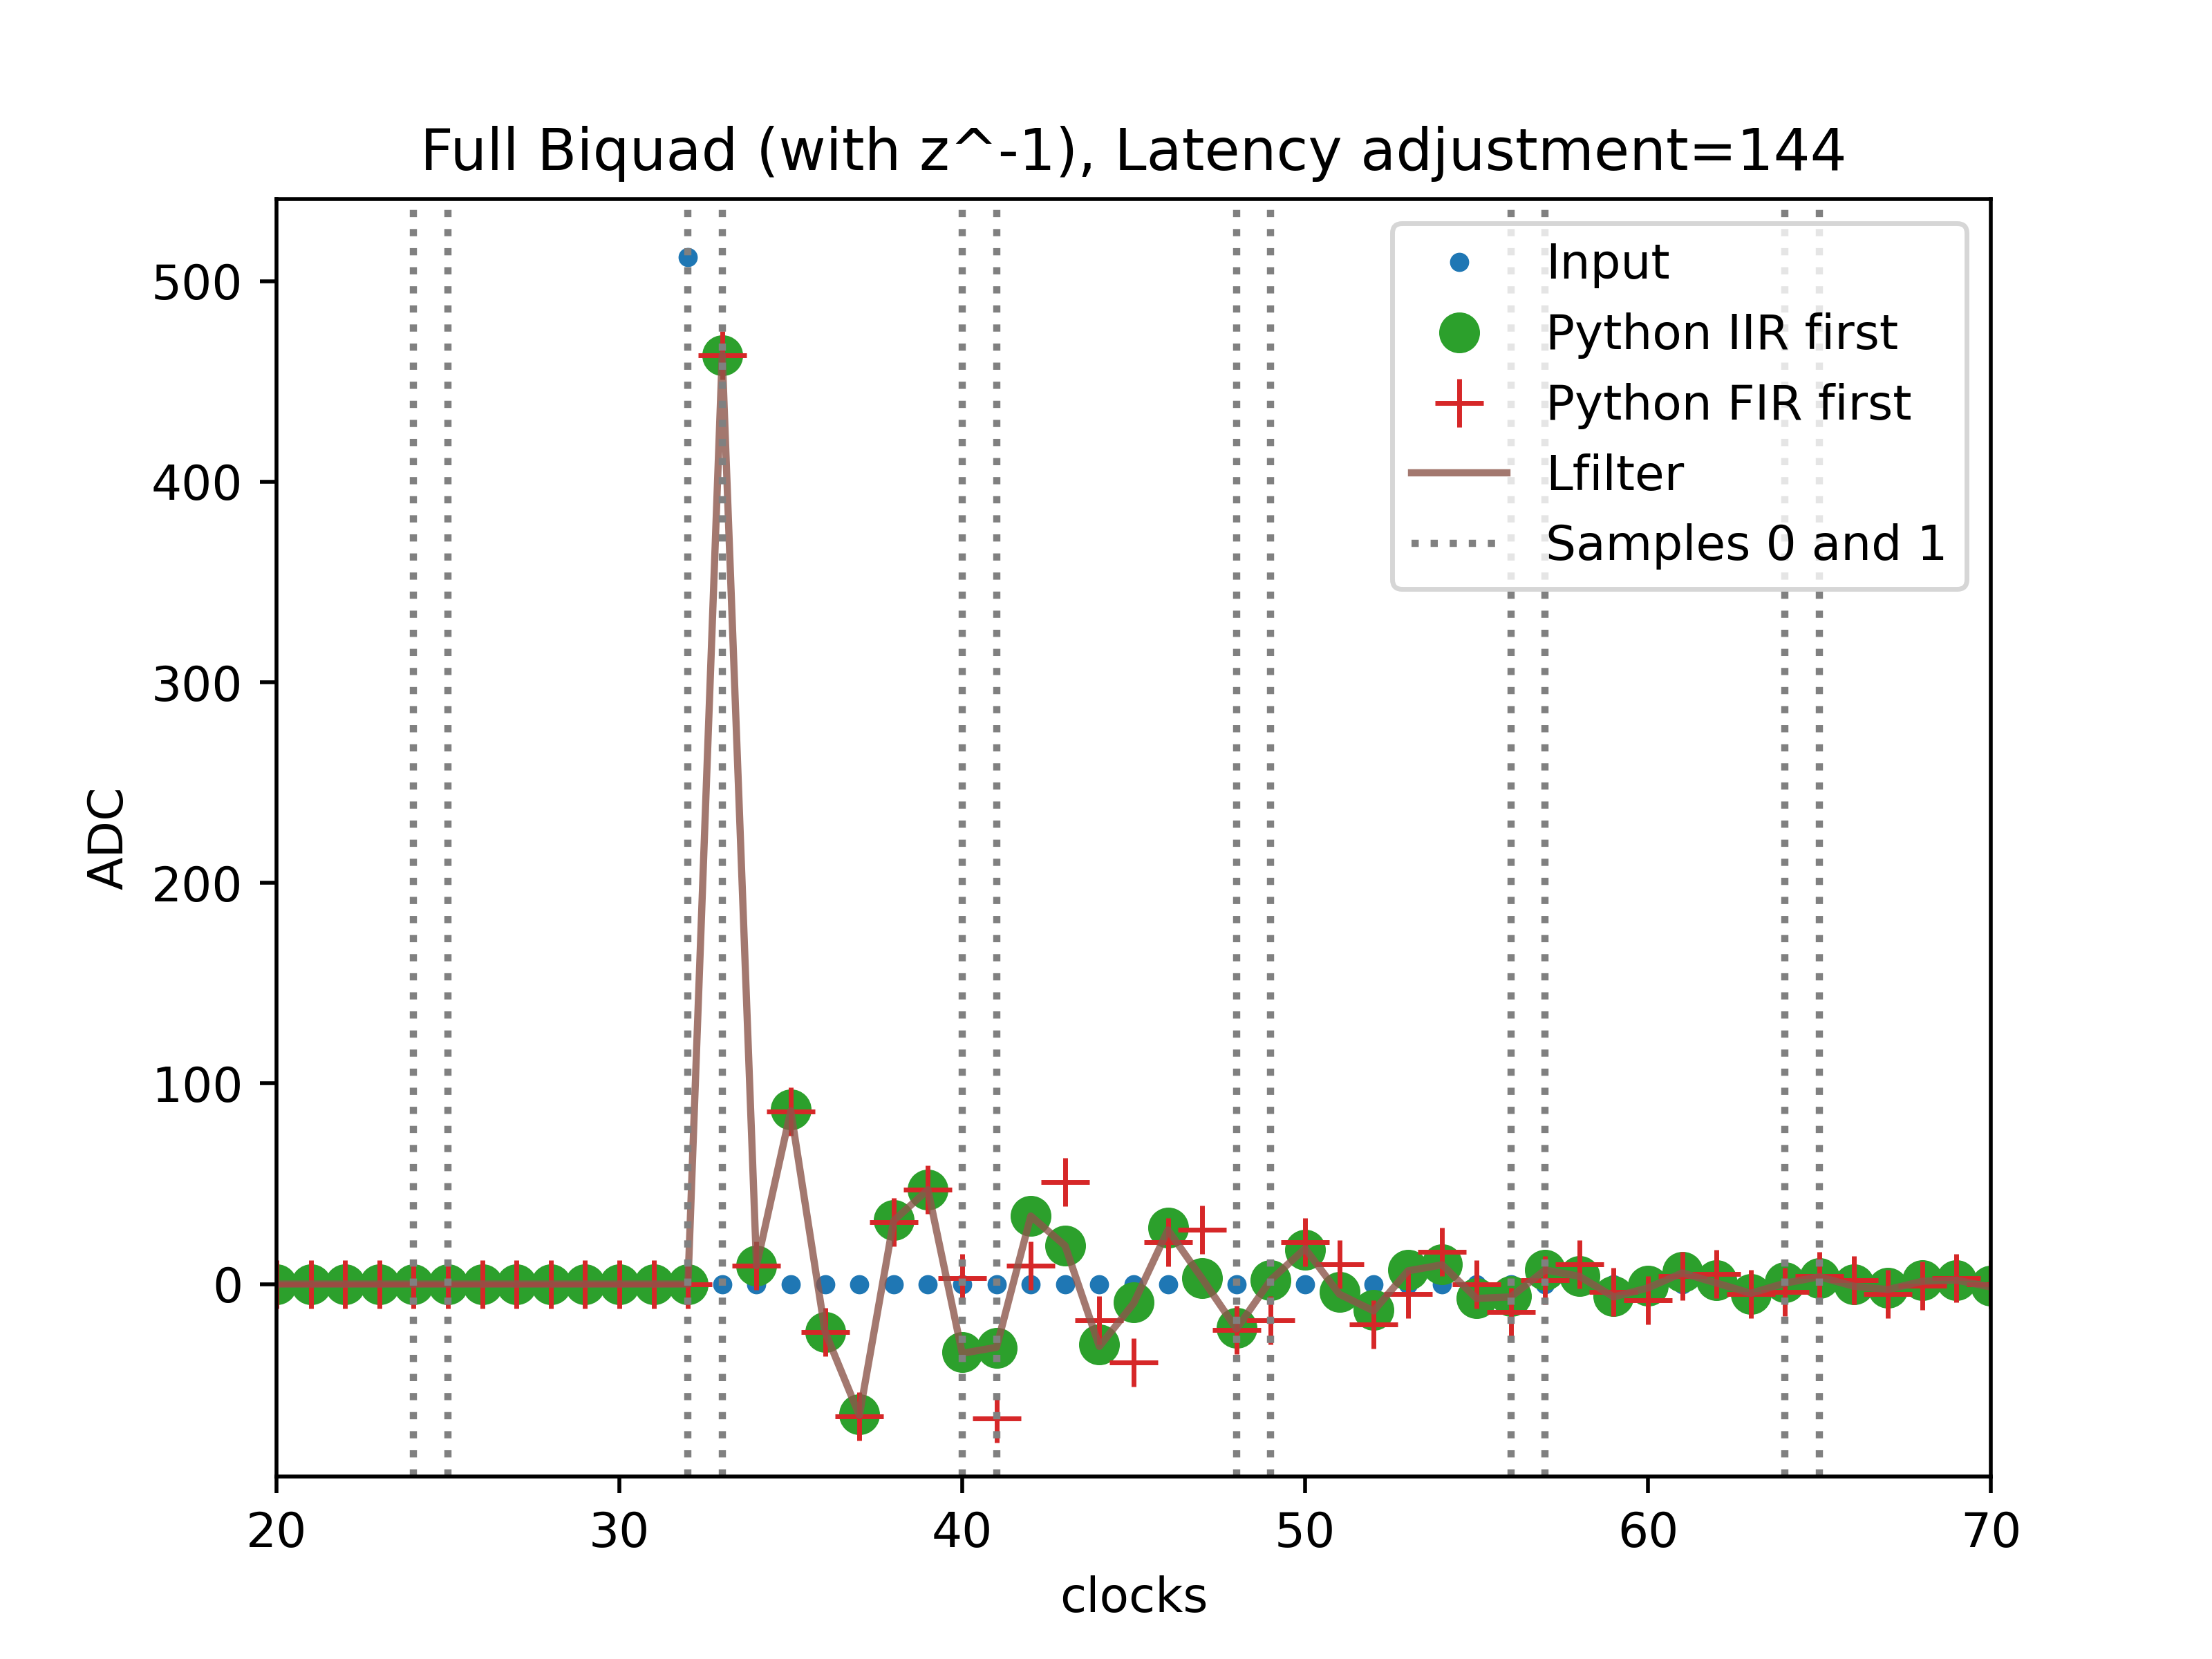 Full Biquad (with z^-1), Latency adjustment=144
500
400
300
200
100
0
ADC
Input
Python IIR first
Python FIR first
Lfilter
Samples 0 and 1
20
30
40
50
60
70
clocks